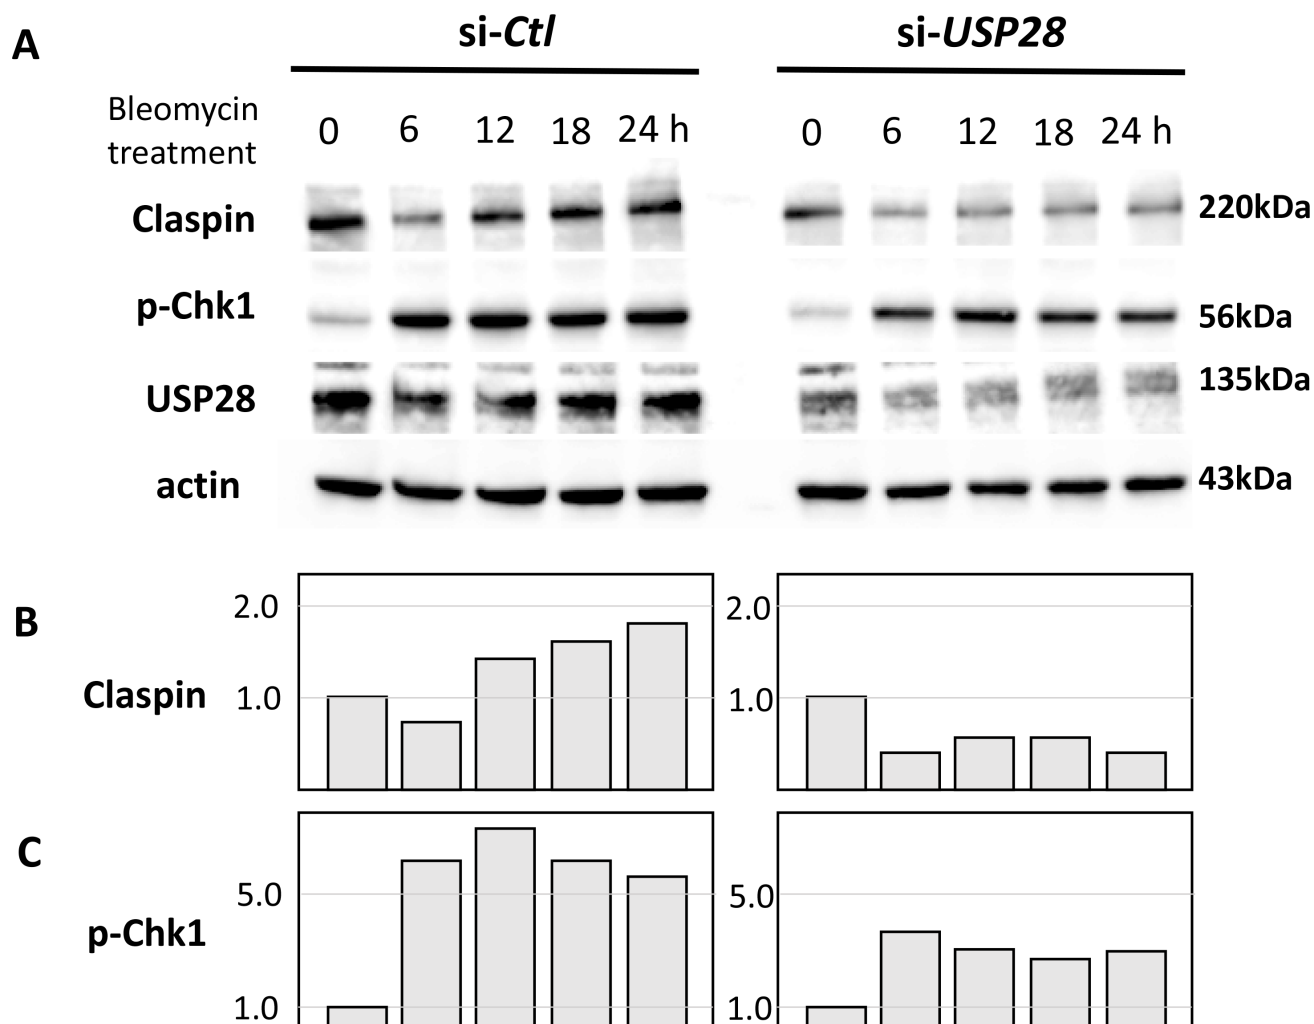 A
si-Ctl
si-USP28
Bleomycin
treatment
0 6 12 18 24 h
0 6 12 18 24 h
Claspin
220kDa
p-Chk1
56kDa
USP28
135kDa
actin
43kDa
B
2.0
2.0
Claspin
1.0
1.0
C
5.0
5.0
p-Chk1
1.0
1.0